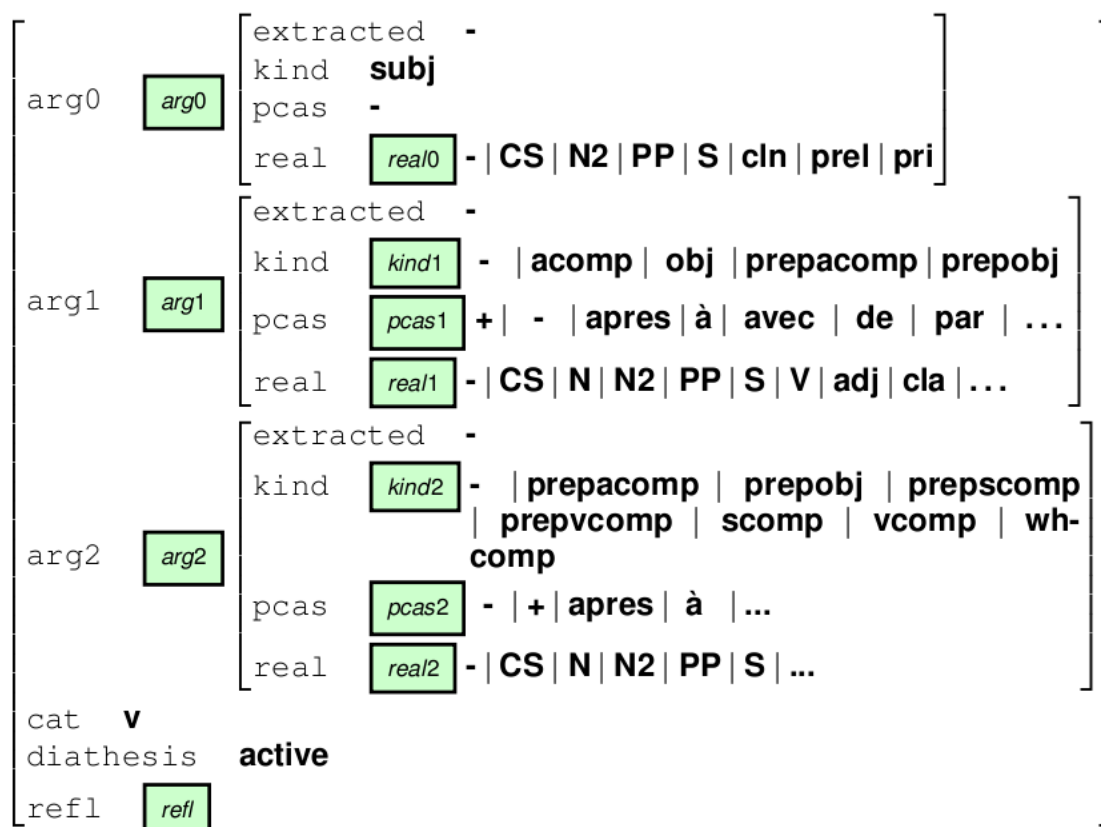 extracted -
kind subj
arg0 arg0
pcas -
real real0 - | CS | N2 | PP | S | cln | prel | pri
extracted -
kind kind1 - | acomp | obj | prepacomp | prepobj
arg1 arg1
pcas pcas1 + | - | apres | à | avec | de | par | ...
real real1 - | CS | N | N2 | PP | S | V | adj | cla | ...
extracted -
kind kind2 - | prepacomp | prepobj | prepscomp
| prepvcomp | scomp | vcomp | wh-
arg2 arg2
comp
pcas pcas2 - | + | apres | à | ...
real real2 - | CS | N | N2 | PP | S | ...
cat v
diathesis active
refl refl